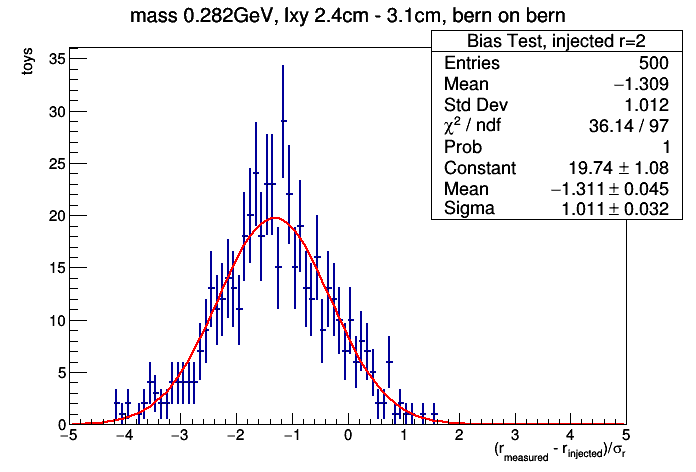 mass 0.282GeV, lxy 2.4cm - 3.1cm, bern on bern
Bias Test, injected r=2
Entries 500
Mean −1.309
Std Dev 1.012
χ² / ndf 36.14 / 97
Prob 1
Constant 19.74 ± 1.08
Mean −1.311 ± 0.045
Sigma 1.011 ± 0.032
toys
35
30
25
20
15
10
5
0
−5 −4 −3 −2 −1 0 1 2 3 4 5
(r_measured - r_injected)/σ_r